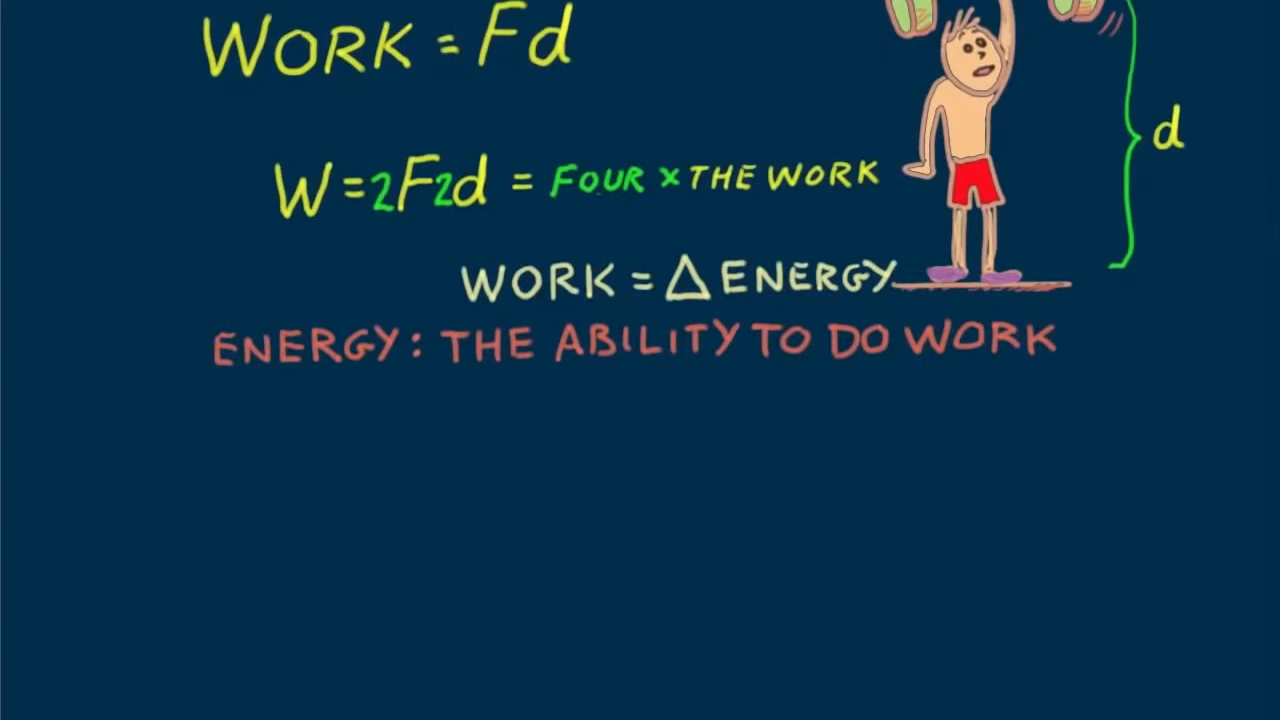 WORK = Fd
d
W = 2F2d = FOUR × THE WORK
WORK = Δ ENERGY
ENERGY: THE ABILITY TO DO WORK